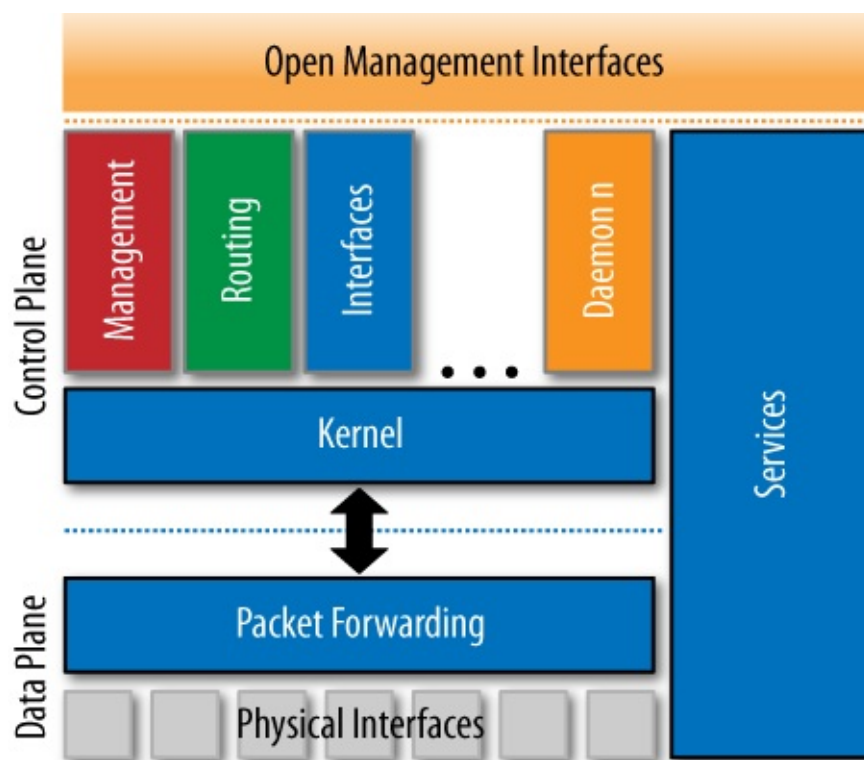 Open Management Interfaces
Control Plane
Management
Routing
Interfaces
...
Daemon n
Services
Kernel
Data Plane
Packet Forwarding
Physical Interfaces